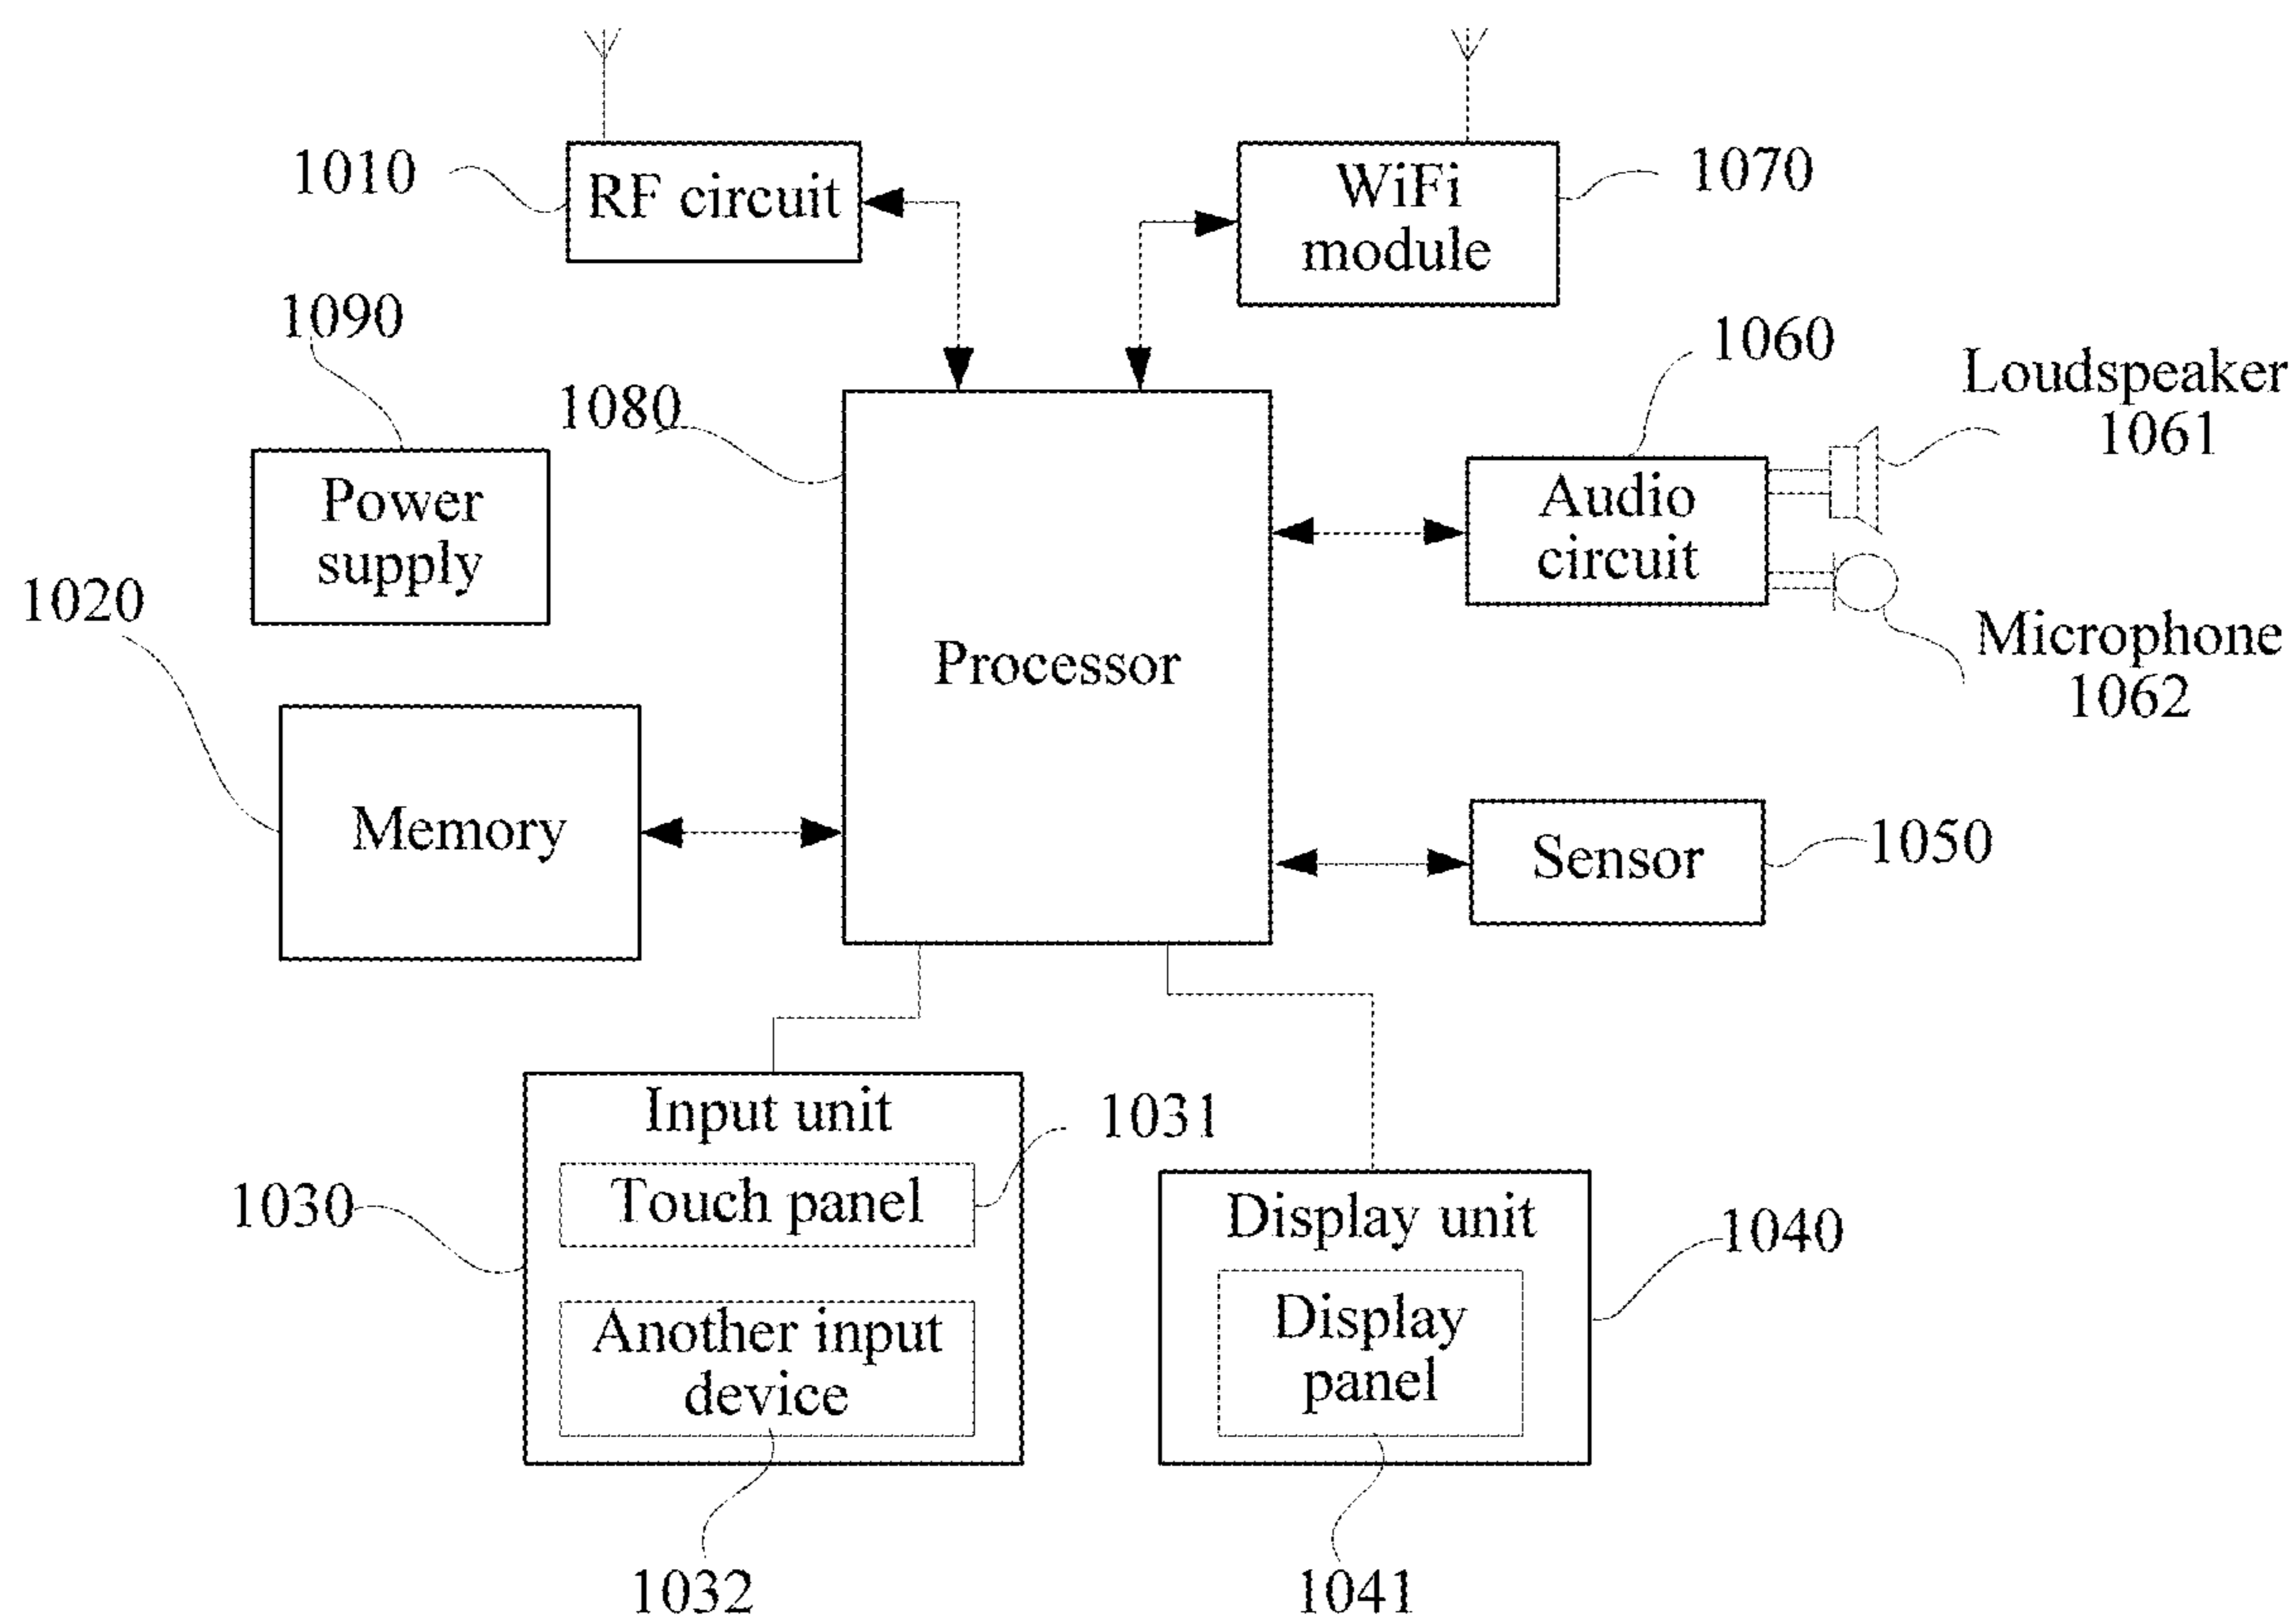 1010
RF circuit
WiFi
module
1070
1090
1080
1060
Loudspeaker
1061
Power
supply
Audio
circuit
1020
Processor
Microphone
1062
Memory
Sensor
1050
Input unit
1031
Touch panel
1030
Another input
device
1032
Display unit
1040
Display
panel
1041